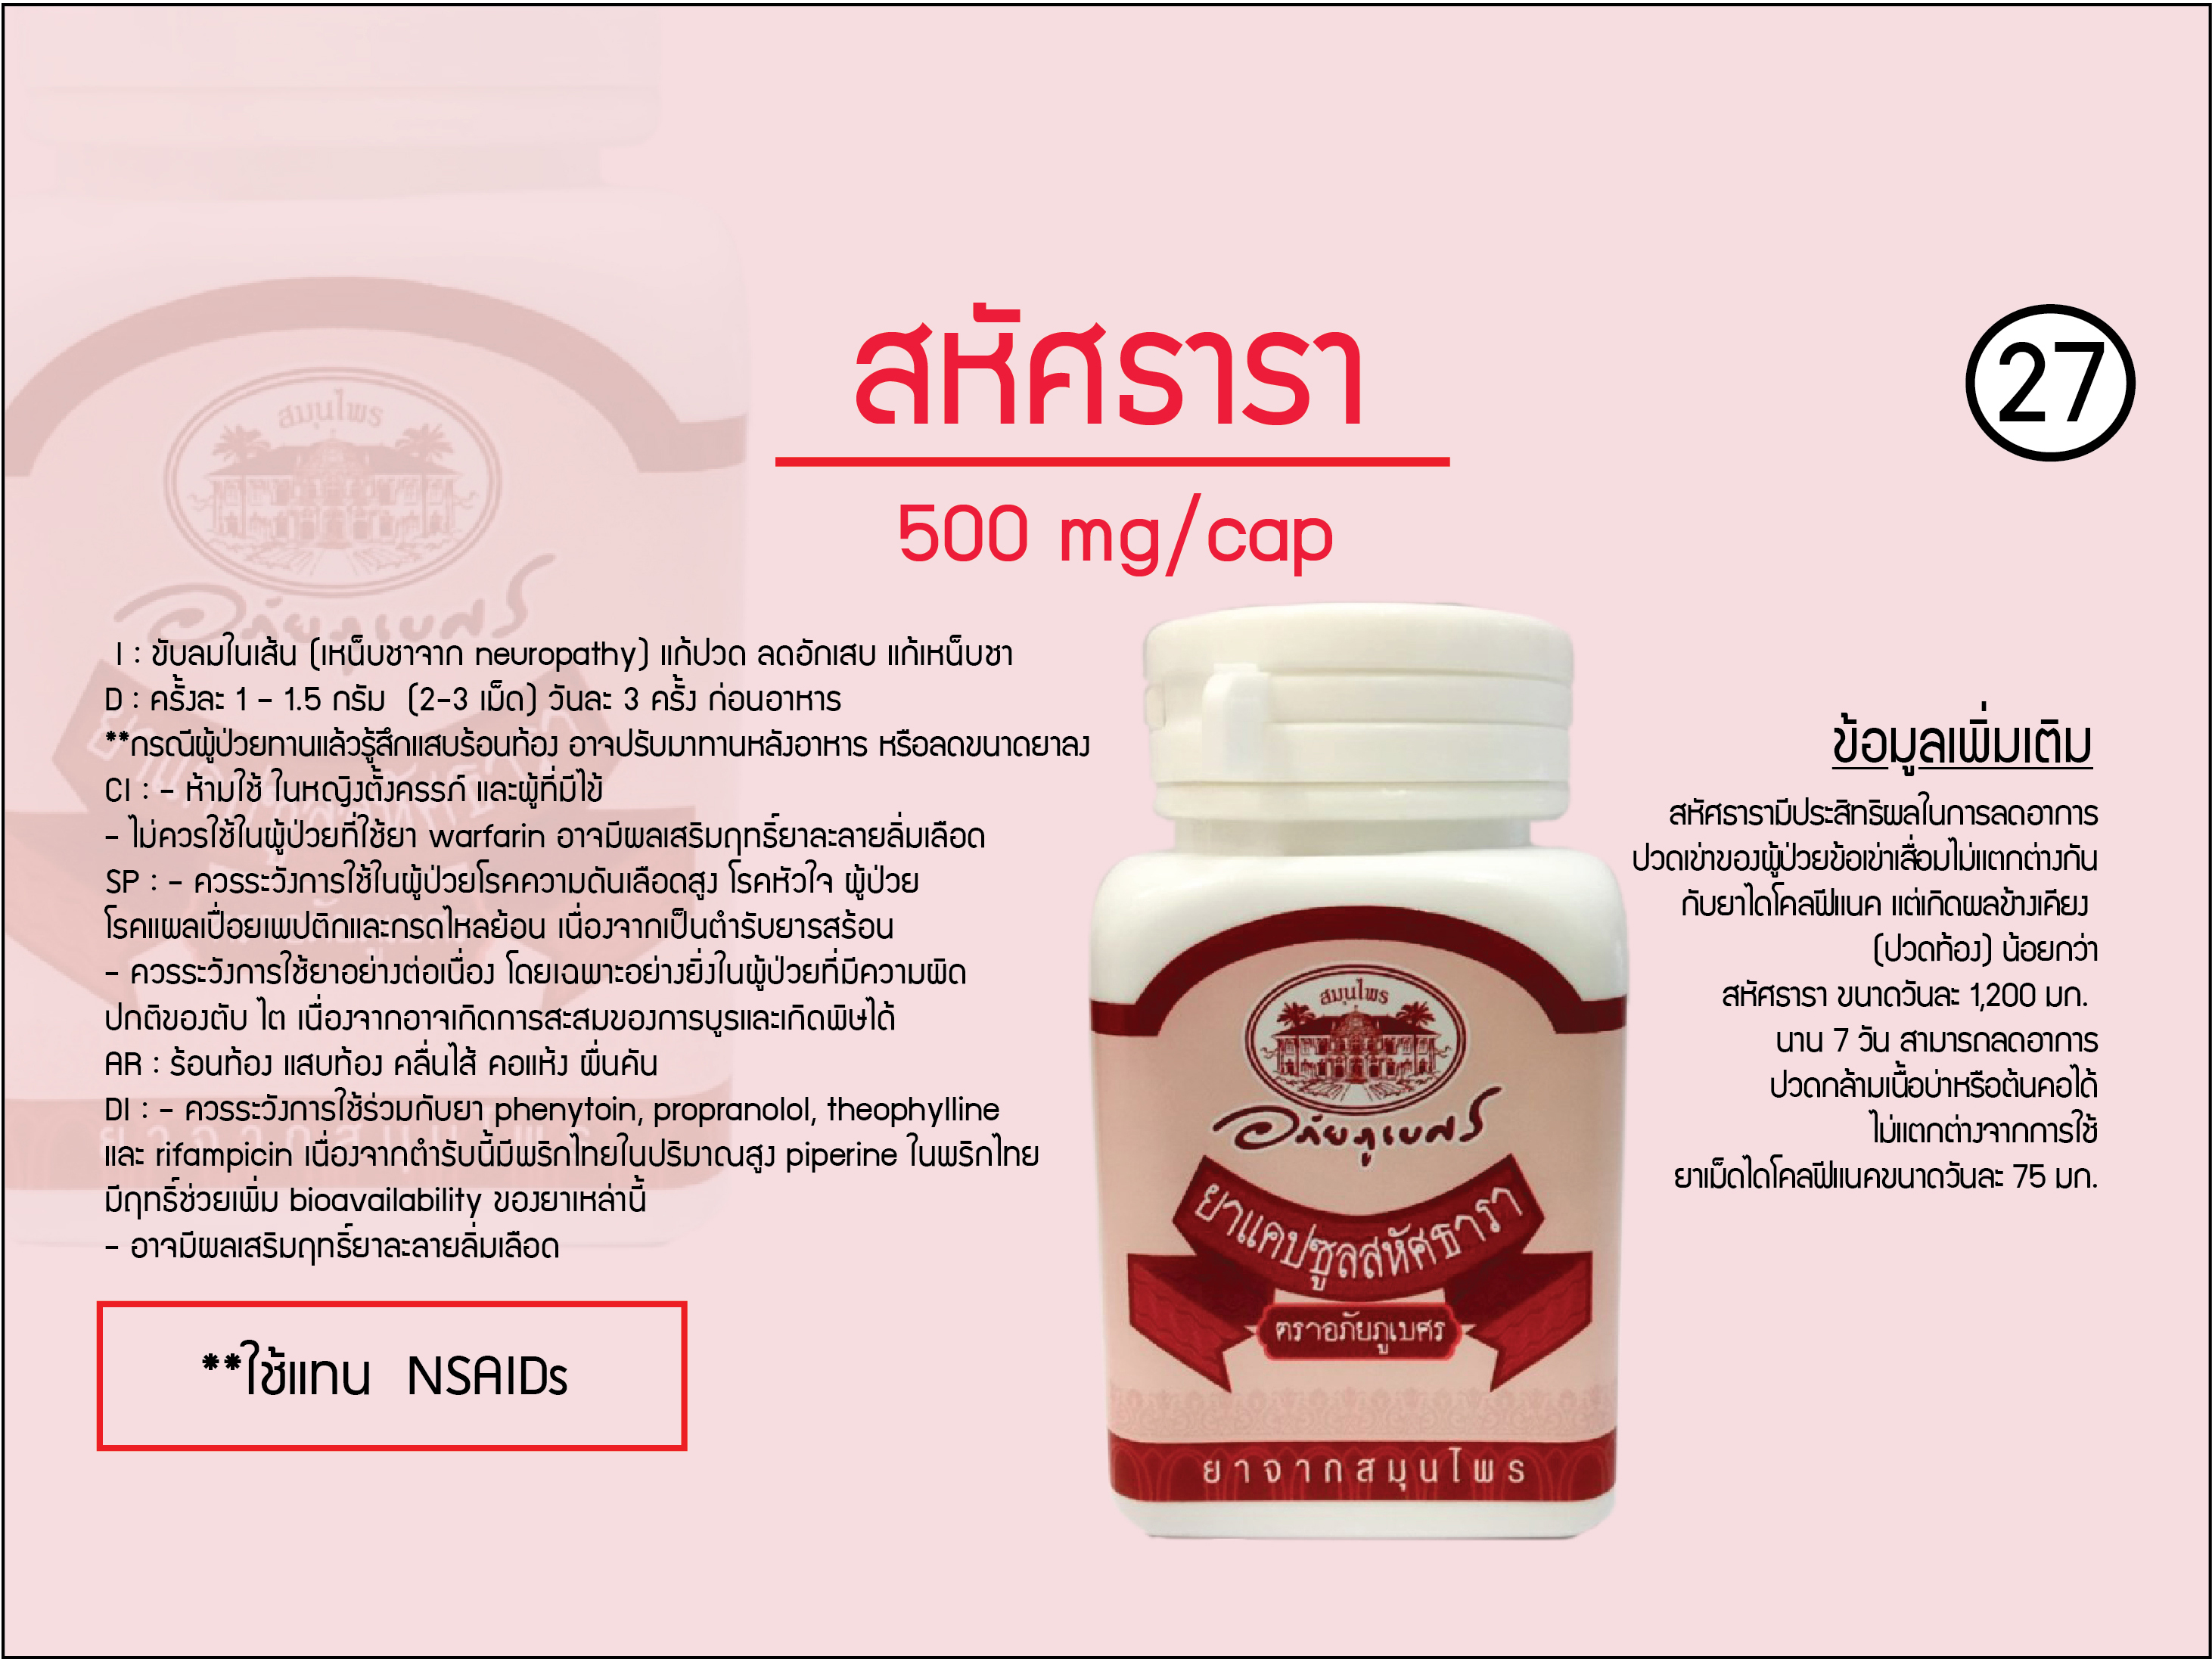 สหัศธารา
500 mg/cap
27
I : ขับลมในเส้น (เหน็บชาจาก neuropathy) แก้ปวด ลดอักเสบ แก้เหน็บชา
D : ครั้งละ 1 – 1.5 กรัม (2-3 เม็ด) วันละ 3 ครั้ง ก่อนอาหาร
**กรณีผู้ป่วยทานแล้วรู้สึกแสบร้อนท้อง อาจปรับมาทานหลังอาหาร หรือลดขนาดยาลง
CI : - ห้ามใช้ ในหญิงตั้งครรภ์ และผู้ที่มีไข้
- ไม่ควรใช้ในผู้ป่วยที่ใช้ยา warfarin อาจมีผลเสริมฤทธิ์ยาละลายลิ่มเลือด
SP : - ควรระวังการใช้ในผู้ป่วยโรคความดันเลือดสูง โรคหัวใจ ผู้ป่วย
โรคแผลเปื่อยเพปติกและกรดไหลย้อน เนื่องจากเป็นตำรับยารสร้อน
- ควรระวังการใช้ยาอย่างต่อเนื่อง โดยเฉพาะอย่างยิ่งในผู้ป่วยที่มีความผิด
ปกติของตับ ไต เนื่องจากอาจเกิดการสะสมของการบูรและเกิดพิษได้
AR : ร้อนท้อง แสบท้อง คลื่นไส้ คอแห้ง ผื่นคัน
DI : - ควรระวังการใช้ร่วมกับยา phenytoin, propranolol, theophylline
และ rifampicin เนื่องจากตำรับนี้มีพริกไทยในปริมาณสูง piperine ในพริกไทย
มีฤทธิ์ช่วยเพิ่ม bioavailability ของยาเหล่านี้
- อาจมีผลเสริมฤทธิ์ยาละลายลิ่มเลือด
**ใช้แทน NSAIDs
สมุนไพร
อภัยภูเบศร
ยาแคปซูลสหัศธารา
ตราอภัยภูเบศร
ยาจากสมุนไพร
ข้อมูลเพิ่มเติม
สหัศธารามีประสิทธิผลในการลดอาการ
ปวดเข่าของผู้ป่วยข้อเข่าเสื่อมไม่แตกต่างกัน
กับยาไดโคลฟีแนค แต่เกิดผลข้างเคียง
(ปวดท้อง) น้อยกว่า
สหัศธารา ขนาดวันละ 1,200 มก.
นาน 7 วัน สามารถลดอาการ
ปวดกล้ามเนื้อบ่าหรือต้นคอได้
ไม่แตกต่างจากการใช้
ยาเม็ดไดโคลฟีแนคขนาดวันละ 75 มก.